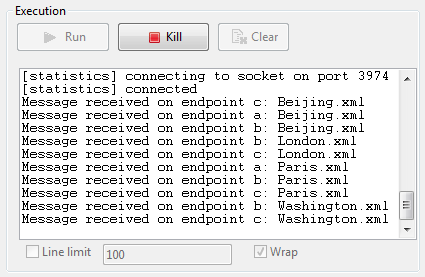 Execution
Run Kill Clear
[statistics] connecting to socket on port 3974
[statistics] connected
Message received on endpoint c: Beijing.xml
Message received on endpoint a: Beijing.xml
Message received on endpoint b: Beijing.xml
Message received on endpoint b: London.xml
Message received on endpoint c: London.xml
Message received on endpoint a: Paris.xml
Message received on endpoint b: Paris.xml
Message received on endpoint c: Paris.xml
Message received on endpoint b: Washington.xml
Message received on endpoint c: Washington.xml
Line limit 100 Wrap